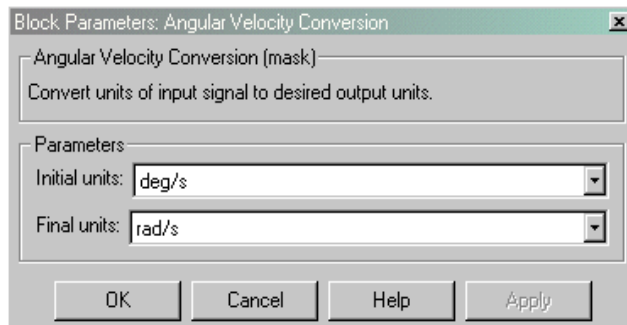 Block Parameters: Angular Velocity Conversion
Angular Velocity Conversion (mask)
Convert units of input signal to desired output units.
Parameters
Initial units: deg/s
Final units: rad/s
OK Cancel Help Apply